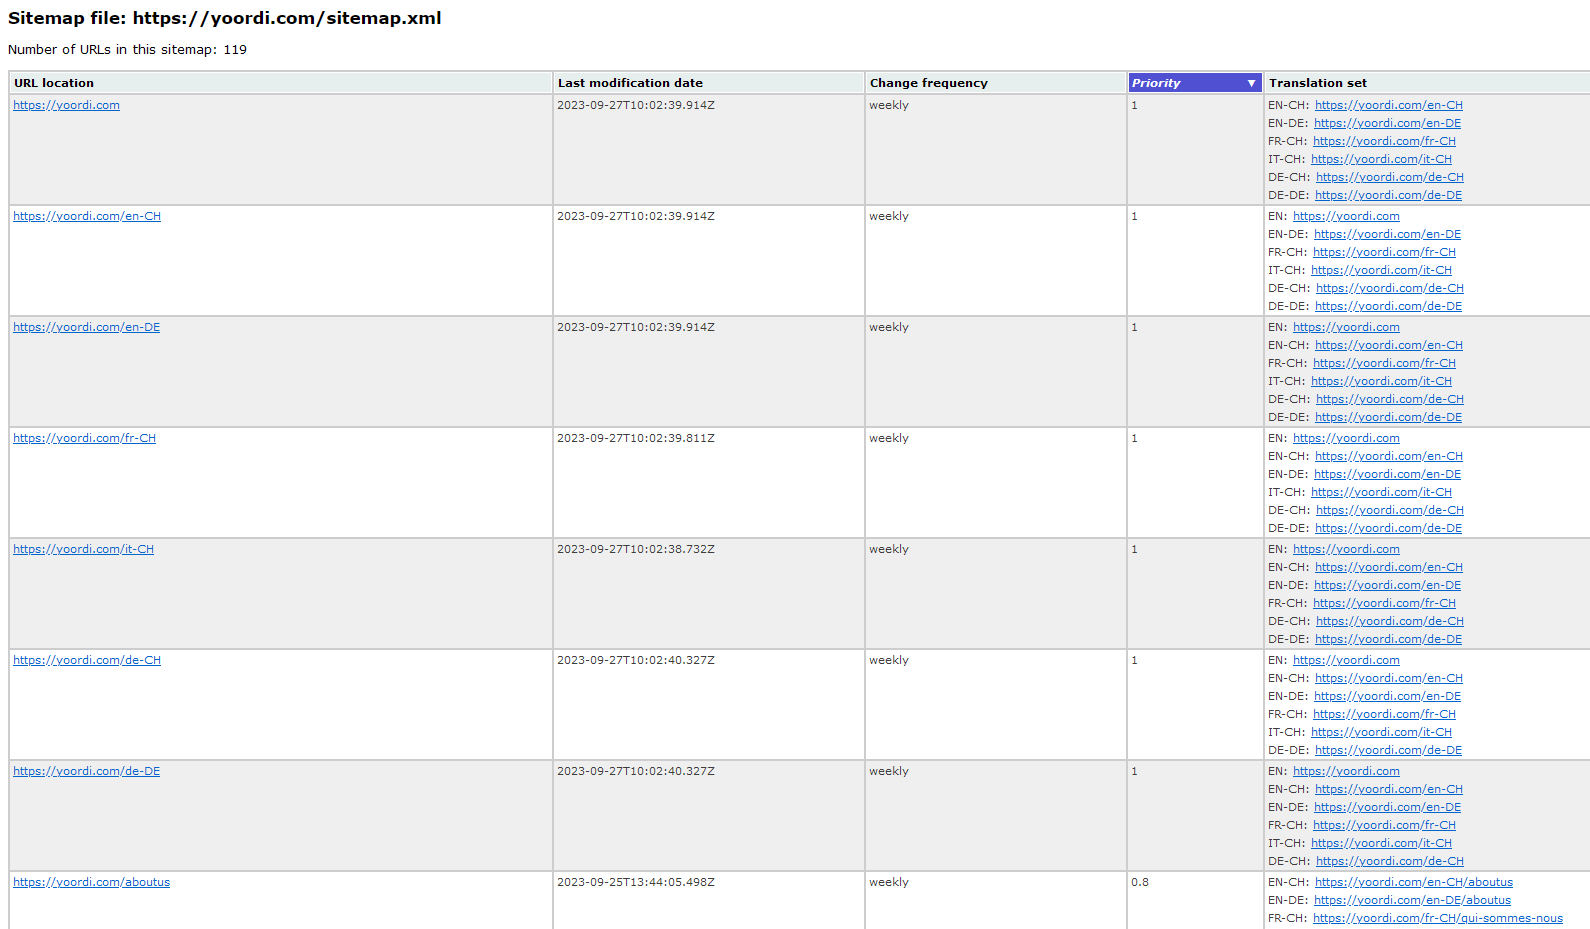 Sitemap file: https://yoordi.com/sitemap.xml
Number of URLs in this sitemap: 119
URL location Last modification date Change frequency Priority ▼ Translation set
https://yoordi.com 2023-09-27T10:02:39.914Z weekly 1 EN-CH: https://yoordi.com/en-CH
EN-DE: https://yoordi.com/en-DE
FR-CH: https://yoordi.com/fr-CH
IT-CH: https://yoordi.com/it-CH
DE-CH: https://yoordi.com/de-CH
DE-DE: https://yoordi.com/de-DE
https://yoordi.com/en-CH 2023-09-27T10:02:39.914Z weekly 1 EN: https://yoordi.com
EN-DE: https://yoordi.com/en-DE
FR-CH: https://yoordi.com/fr-CH
IT-CH: https://yoordi.com/it-CH
DE-CH: https://yoordi.com/de-CH
DE-DE: https://yoordi.com/de-DE
https://yoordi.com/en-DE 2023-09-27T10:02:39.914Z weekly 1 EN: https://yoordi.com
EN-CH: https://yoordi.com/en-CH
FR-CH: https://yoordi.com/fr-CH
IT-CH: https://yoordi.com/it-CH
DE-CH: https://yoordi.com/de-CH
DE-DE: https://yoordi.com/de-DE
https://yoordi.com/fr-CH 2023-09-27T10:02:39.811Z weekly 1 EN: https://yoordi.com
EN-CH: https://yoordi.com/en-CH
EN-DE: https://yoordi.com/en-DE
IT-CH: https://yoordi.com/it-CH
DE-CH: https://yoordi.com/de-CH
DE-DE: https://yoordi.com/de-DE
https://yoordi.com/it-CH 2023-09-27T10:02:38.732Z weekly 1 EN: https://yoordi.com
EN-CH: https://yoordi.com/en-CH
EN-DE: https://yoordi.com/en-DE
FR-CH: https://yoordi.com/fr-CH
DE-CH: https://yoordi.com/de-CH
DE-DE: https://yoordi.com/de-DE
https://yoordi.com/de-CH 2023-09-27T10:02:40.327Z weekly 1 EN: https://yoordi.com
EN-CH: https://yoordi.com/en-CH
EN-DE: https://yoordi.com/en-DE
FR-CH: https://yoordi.com/fr-CH
IT-CH: https://yoordi.com/it-CH
DE-DE: https://yoordi.com/de-DE
https://yoordi.com/de-DE 2023-09-27T10:02:40.327Z weekly 1 EN: https://yoordi.com
EN-CH: https://yoordi.com/en-CH
EN-DE: https://yoordi.com/en-DE
FR-CH: https://yoordi.com/fr-CH
IT-CH: https://yoordi.com/it-CH
DE-CH: https://yoordi.com/de-CH
https://yoordi.com/aboutus 2023-09-25T13:44:05.498Z weekly 0.8 EN-CH: https://yoordi.com/en-CH/aboutus
EN-DE: https://yoordi.com/en-DE/aboutus
FR-CH: https://yoordi.com/fr-CH/qui-sommes-nous